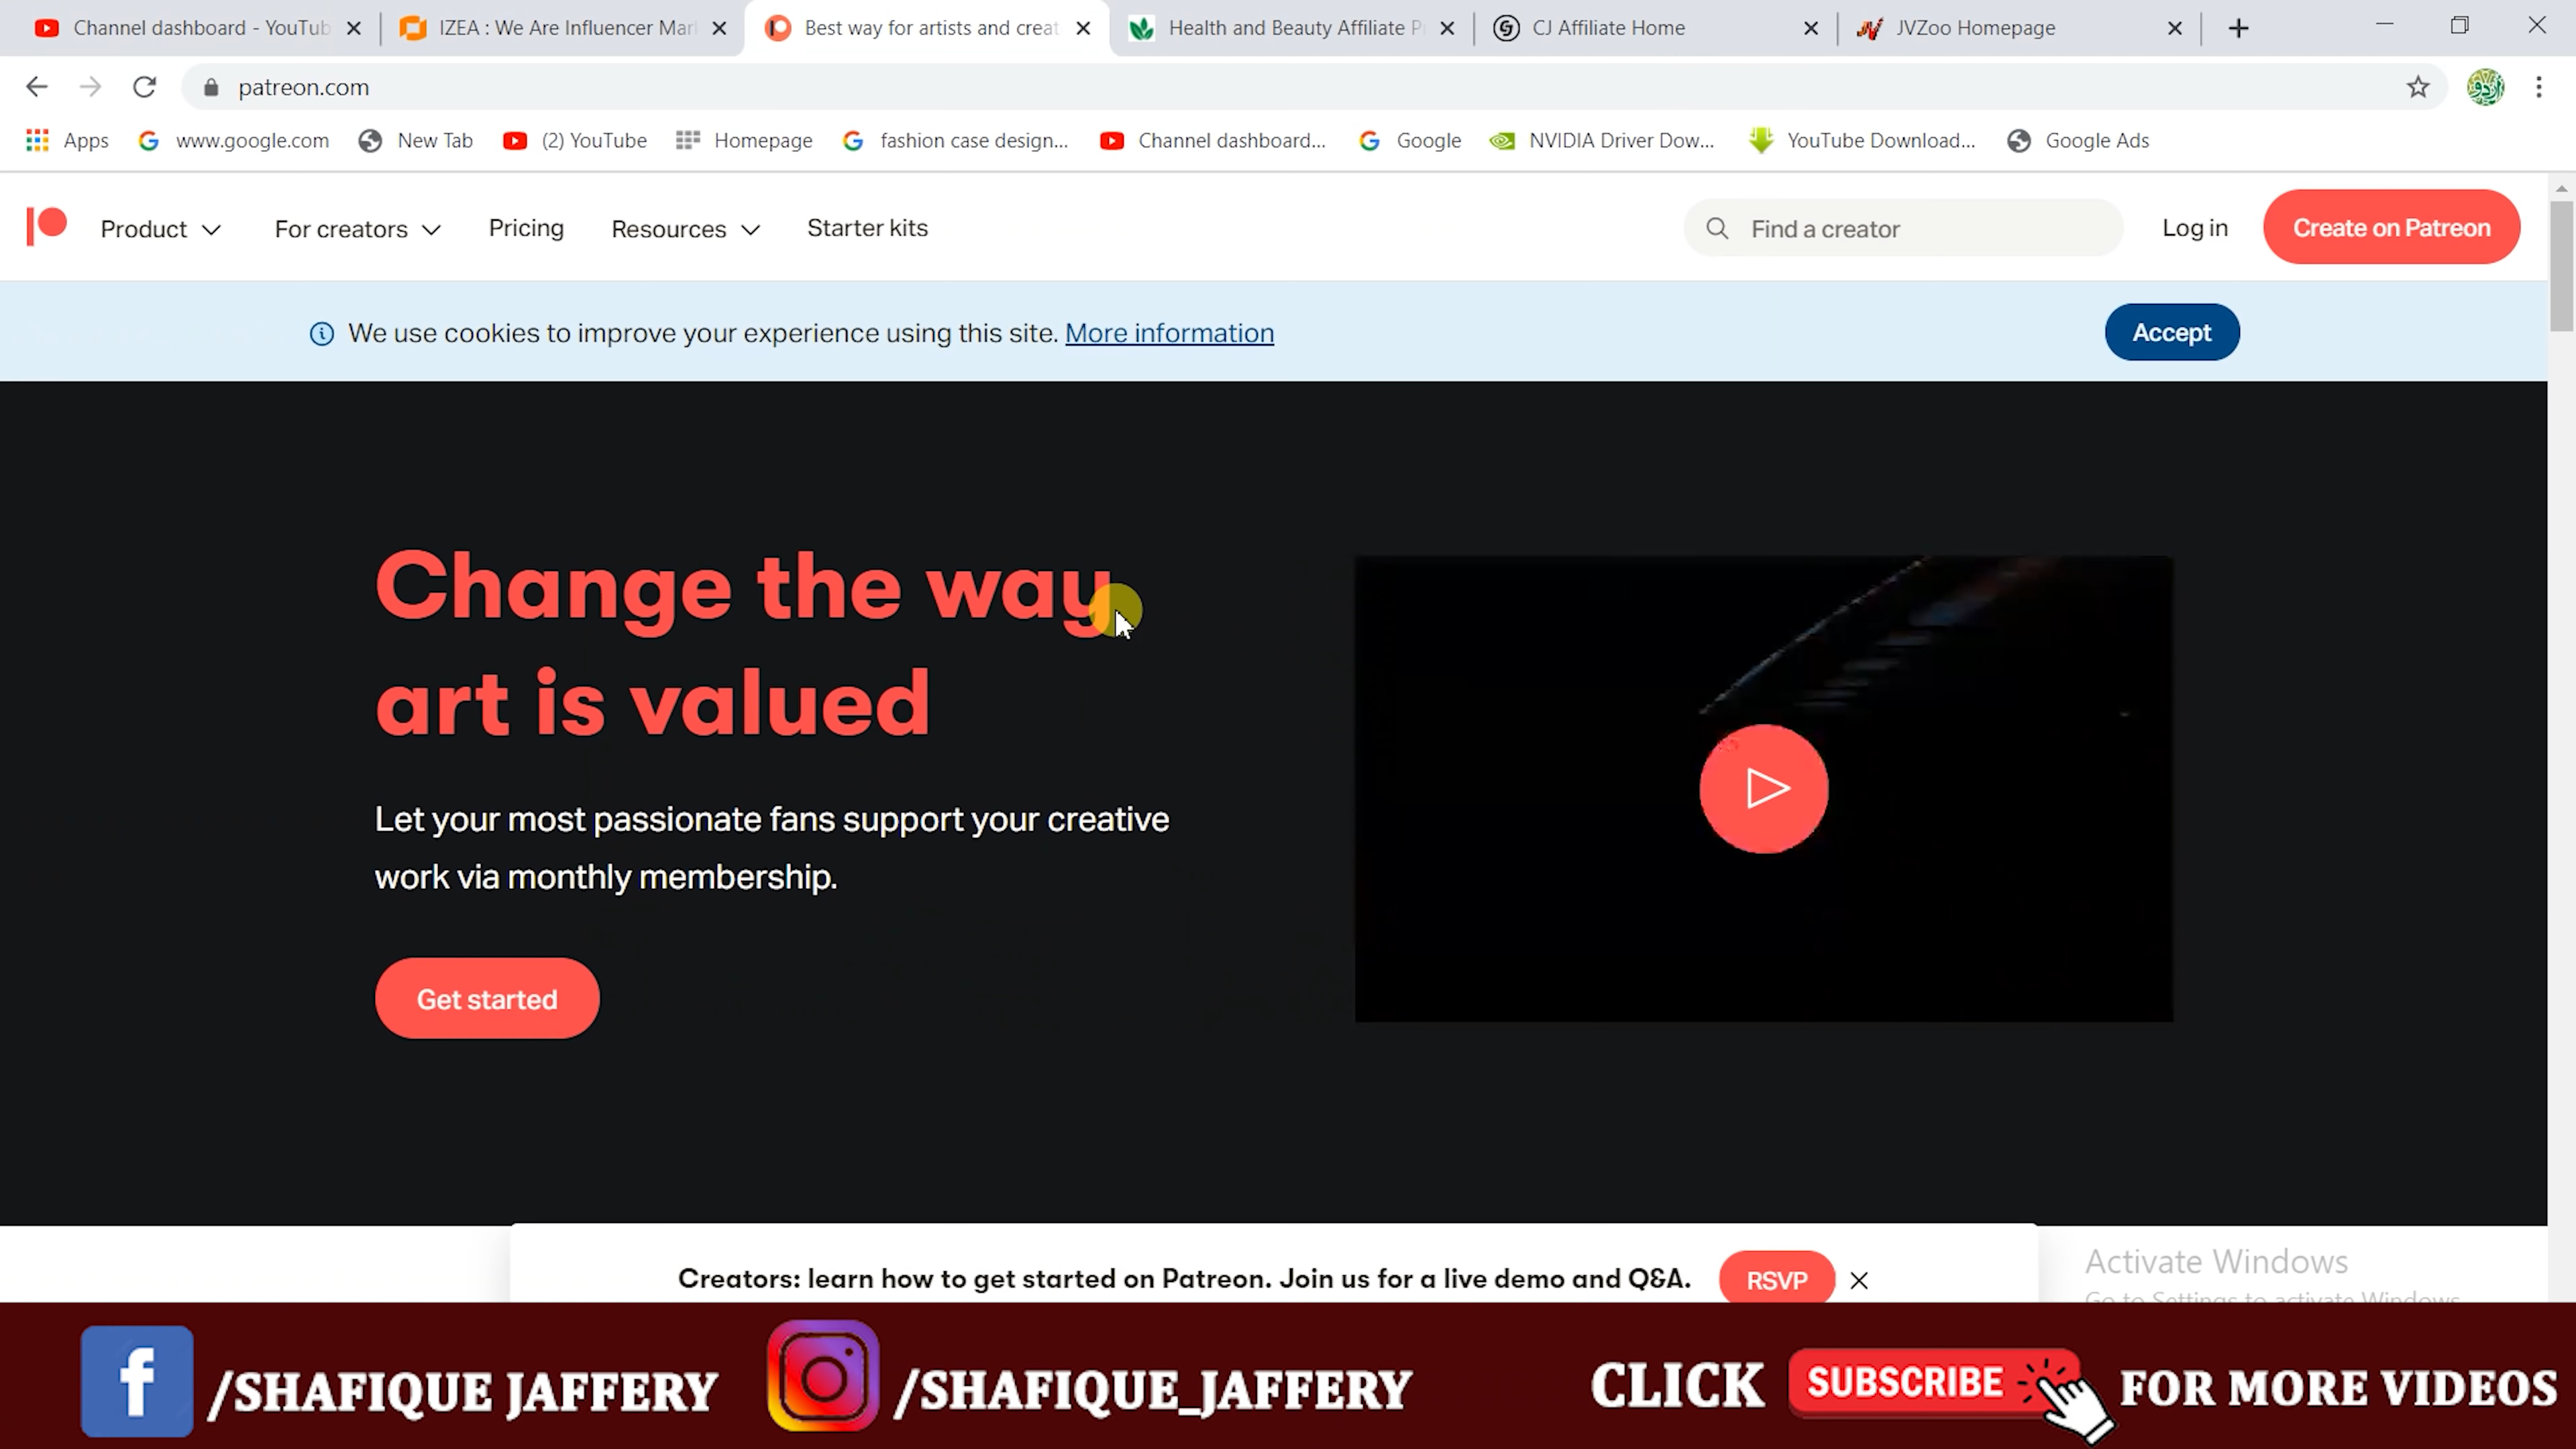 Channel dashboard - YouTub
IZEA : We Are Influencer Mar
Best way for artists and creat
Health and Beauty Affiliate P
CJ Affiliate Home
JVZoo Homepage
patreon.com
Apps
www.google.com
New Tab
(2) YouTube
Homepage
fashion case design...
Channel dashboard...
Google
NVIDIA Driver Dow...
YouTube Download...
Google Ads
Product
For creators
Pricing
Resources
Starter kits
Find a creator
Log in
Create on Patreon
We use cookies to improve your experience using this site. More information
Accept
Change the way
art is valued
Let your most passionate fans support your creative
work via monthly membership.
Get started
Creators: learn how to get started on Patreon. Join us for a live demo and Q&A.
RSVP
Activate Windows
Go to Settings to activate Windows
/SHAFIQUE JAFFERY
/SHAFIQUE_JAFFERY
CLICK SUBSCRIBE FOR MORE VIDEOS